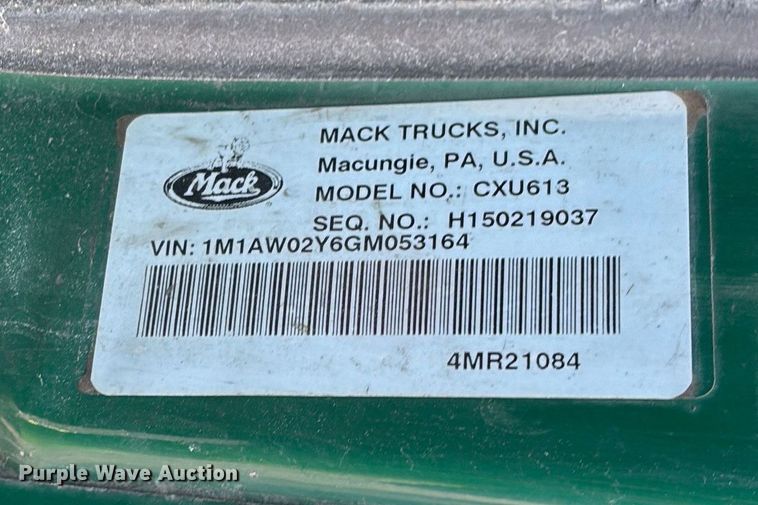 MACK TRUCKS, INC.
Macungie, PA, U.S.A.
Mack
MODEL NO.: CXU613
SEQ. NO.: H150219037
VIN: 1M1AW02Y6GM053164
4MR21084
Purple Wave Auction